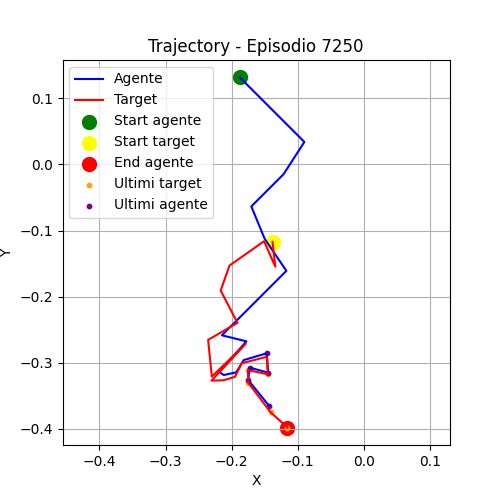 Trajectory - Episodio 7250
Agente
Target
Start agente
Start target
End agente
Ultimi target
Ultimi agente
0.1
0.0
−0.1
−0.2
−0.3
−0.4
Y
−0.4
−0.3
−0.2
−0.1
0.0
0.1
X